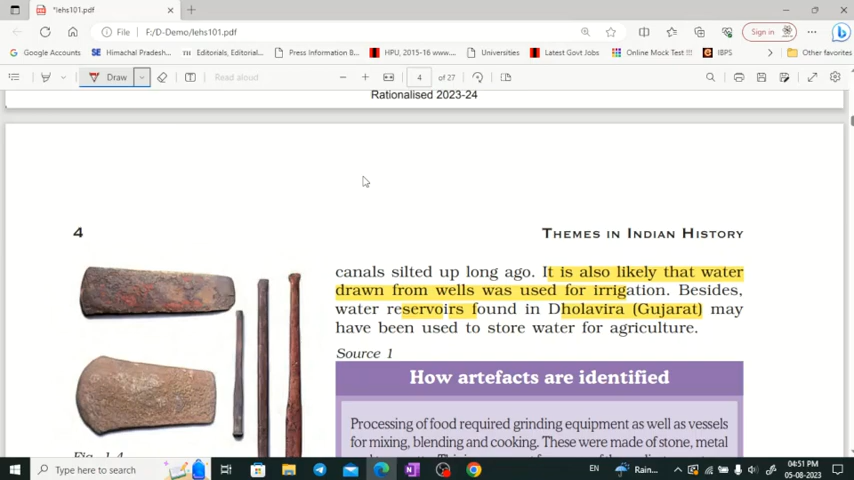 *lehs101.pdf
File
F:/D-Demo/lehs101.pdf
Sign in
Google Accounts
Himachal Pradesh...
Editorials, Editorial...
Press Information B...
HPU, 2015-16 www....
Universities
Latest Govt Jobs
Online Mock Test !!!
IBPS
Other favorites
Draw
Read aloud
4
of 27
Rationalised 2023-24
4
THEMES IN INDIAN HISTORY
canals silted up long ago. It is also likely that water
drawn from wells was used for irrigation. Besides,
water reservoirs found in Dholavira (Gujarat) may
have been used to store water for agriculture.
Source 1
How artefacts are identified
Processing of food required grinding equipment as well as vessels
for mixing, blending and cooking. These were made of stone, metal
Fig. 1.4
Type here to search
EN
Rain...
04:51 PM
05-08-2023